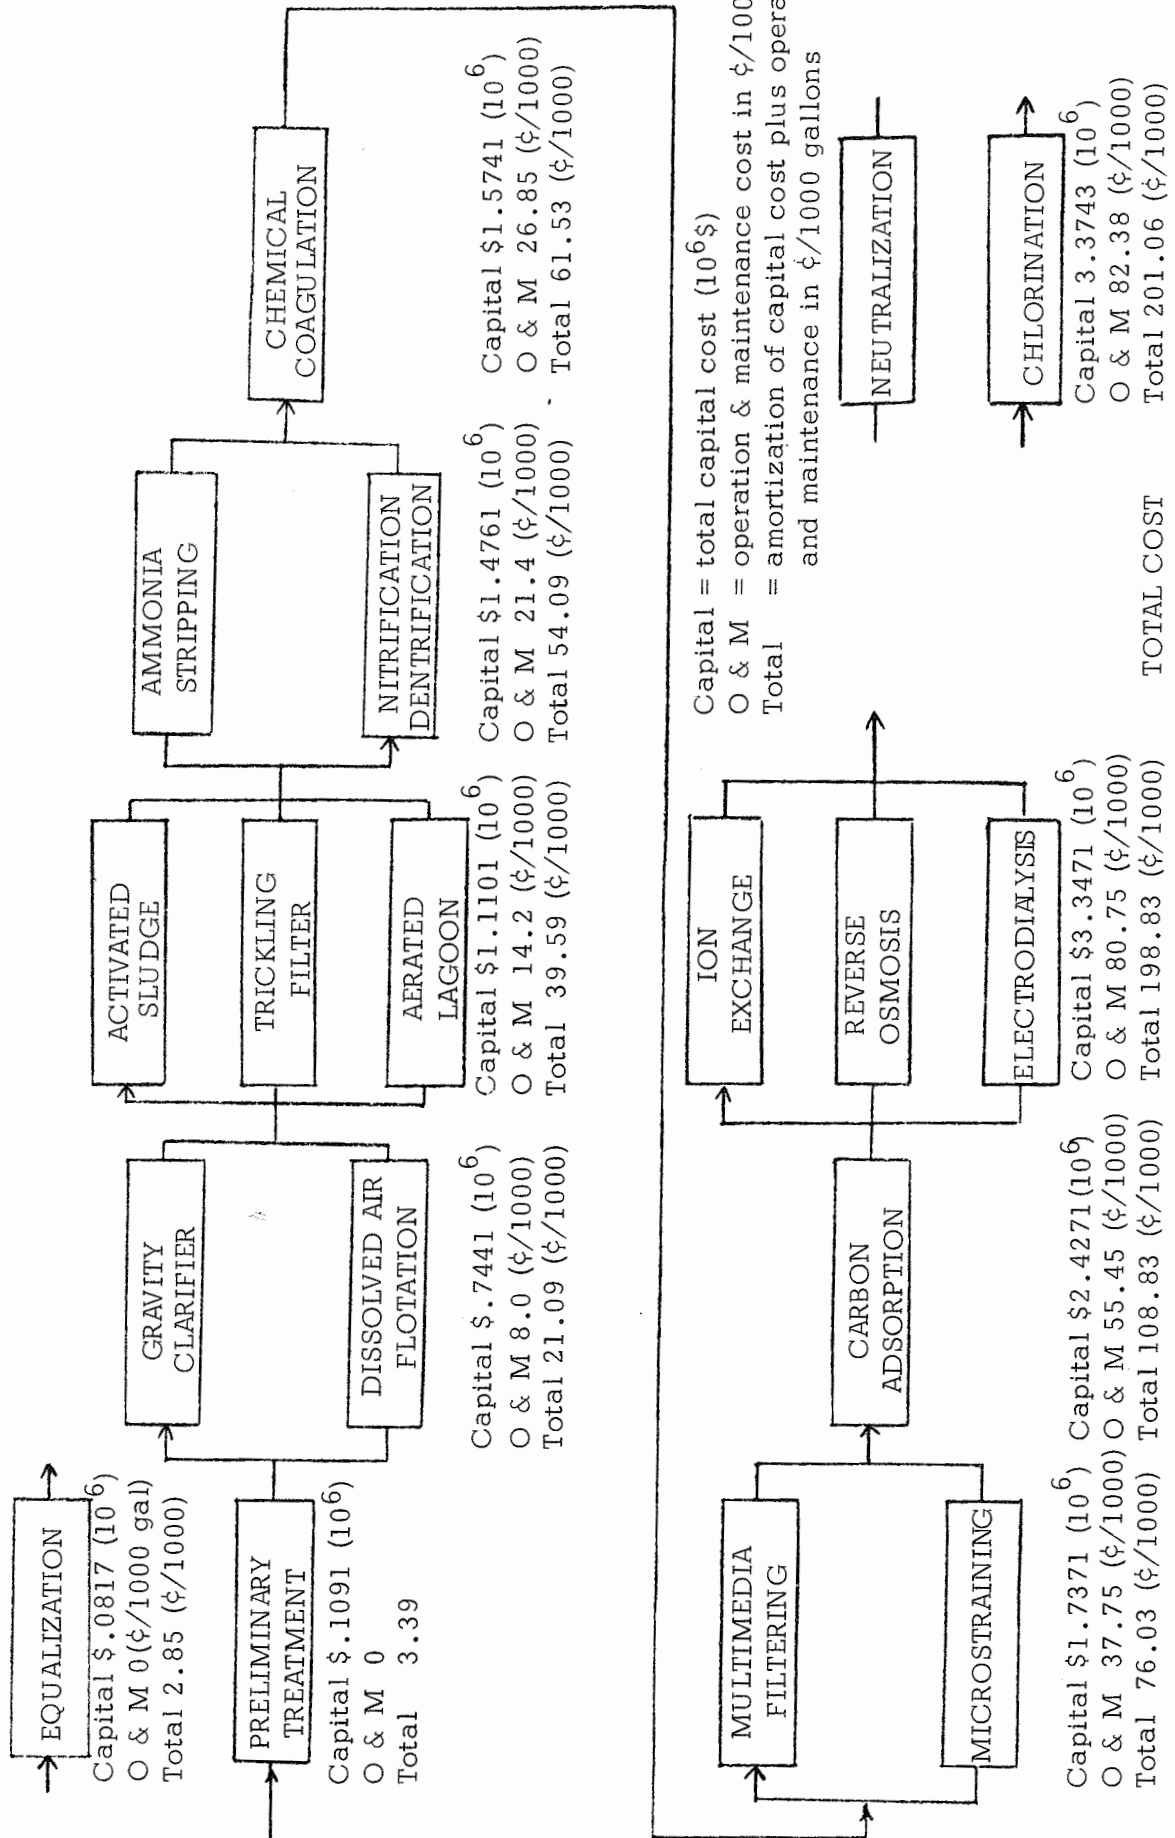 EQUALIZATION
Capital $.0817 (10^6)
O & M 0(¢/1000 gal)
Total 2.85 (¢/1000)
PRELIMINARY
TREATMENT
Capital $.1091 (10^6)
O & M 0
Total 3.39
GRAVITY
CLARIFIER
DISSOLVED AIR
FLOTATION
Capital $.7441 (10^6)
O & M 8.0 (¢/1000)
Total 21.09 (¢/1000)
ACTIVATED
SLUDGE
TRICKLING
FILTER
AERATED
LAGOON
Capital $1.1101 (10^6)
O & M 14.2 (¢/1000)
Total 39.59 (¢/1000)
AMMONIA
STRIPPING
NITRIFICATION
DENTRIFICATION
Capital $1.4761 (10^6)
O & M 21.4 (¢/1000)
Total 54.09 (¢/1000)
CHEMICAL
COAGULATION
Capital $1.5741 (10^6)
O & M 26.85 (¢/1000)
Total 61.53 (¢/1000)
MULTIMEDIA
FILTERING
MICROSTRAINING
Capital $1.7371 (10^6)
O & M 37.75 (¢/1000)
Total 76.03 (¢/1000)
CARBON
ADSORPTION
Capital $2.4271 (10^6)
O & M 55.45 (¢/1000)
Total 108.83 (¢/1000)
ION
EXCHANGE
REVERSE
OSMOSIS
ELECTRODIALYSIS
Capital $3.3471 (10^6)
O & M 80.75 (¢/1000)
Total 198.83 (¢/1000)
Capital = total capital cost (10^6$)
O & M = operation & maintenance cost in ¢/100
Total = amortization of capital cost plus opera
and maintenance in ¢/1000 gallons
NEUTRALIZATION
CHLORINATION
Capital 3.3743 (10^6)
O & M 82.38 (¢/1000)
TOTAL COST Total 201.06 (¢/1000)